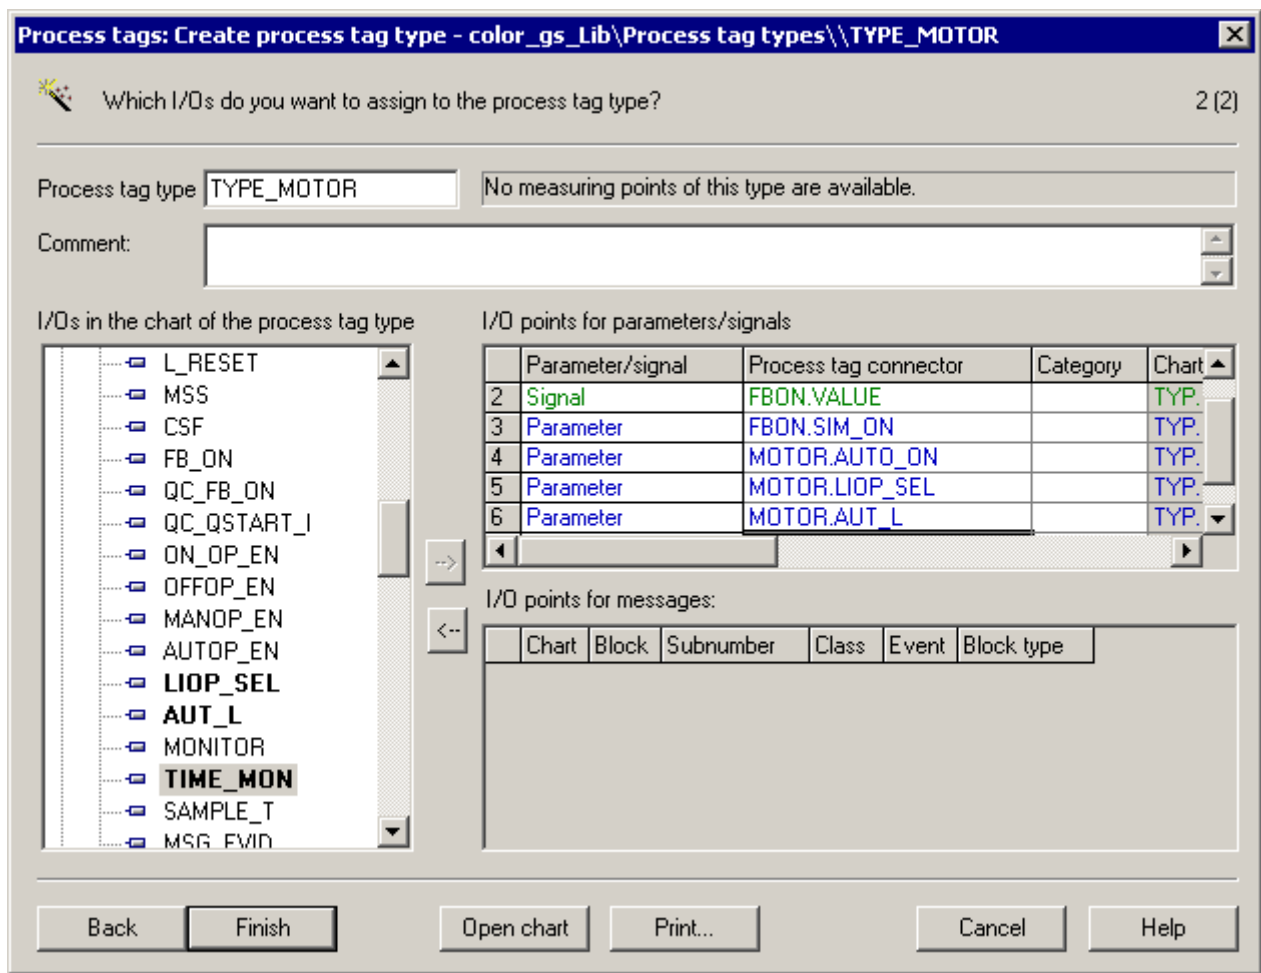 Process tags: Create process tag type - color_gs_Lib\Process tag types\\TYPE_MOTOR
Which I/Os do you want to assign to the process tag type?
2 (2)
Process tag type TYPE_MOTOR
No measuring points of this type are available.
Comment:
I/Os in the chart of the process tag type
L_RESET
MSS
CSF
FB_ON
QC_FB_ON
QC_QSTART_I
ON_OP_EN
OFFOP_EN
MANOP_EN
AUTOP_EN
LIOP_SEL
AUT_L
MONITOR
TIME_MON
SAMPLE_T
MSG_EVID
-->
<--
I/O points for parameters/signals
Parameter/signal Process tag connector Category Chart
2 Signal FBON.VALUE TYP.
3 Parameter FBON.SIM_ON TYP.
4 Parameter MOTOR.AUTO_ON TYP.
5 Parameter MOTOR.LIOP_SEL TYP.
6 Parameter MOTOR.AUT_L TYP.
I/O points for messages:
Chart Block Subnumber Class Event Block type
Back Finish Open chart Print... Cancel Help